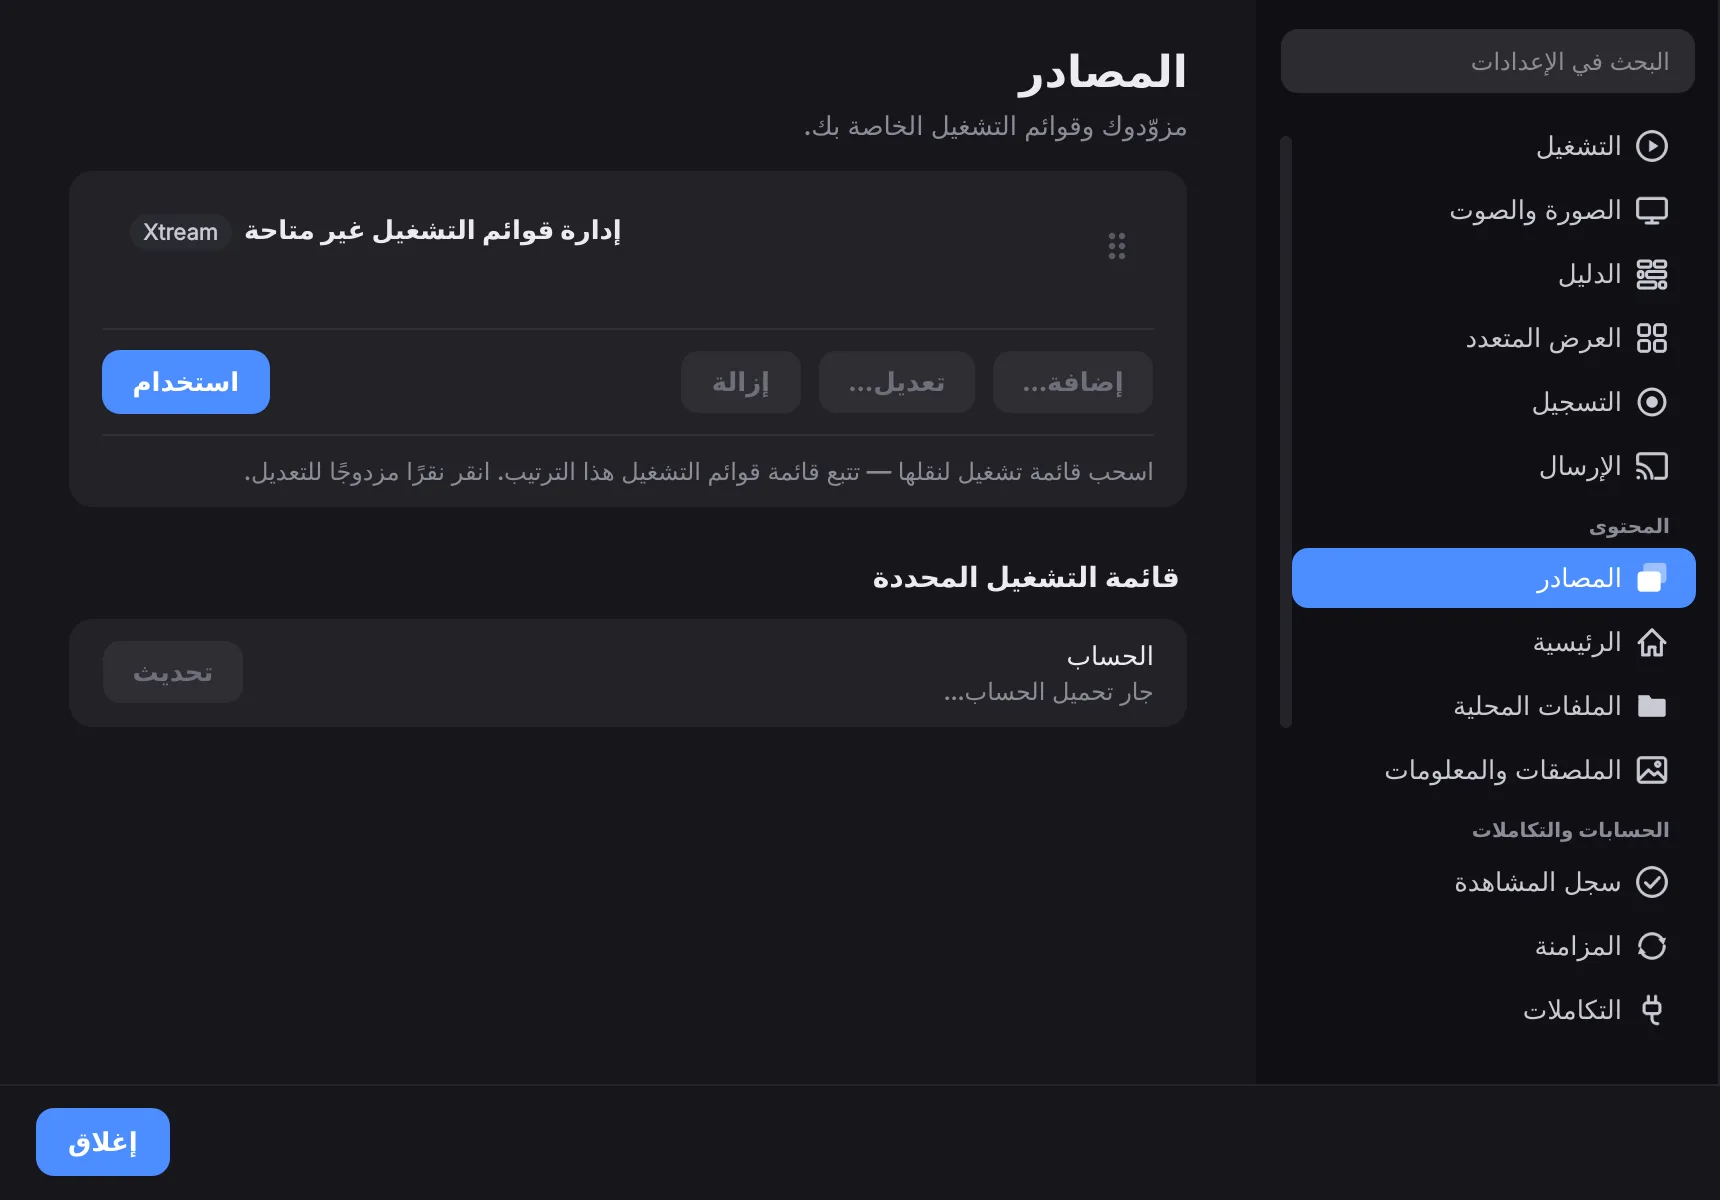 البحث في الإعدادات
التشغيل
الصورة والصوت
الدليل
العرض المتعدد
التسجيل
الإرسال
المحتوى
المصادر
الرئيسية
الملفات المحلية
الملصقات والمعلومات
الحسابات والتكاملات
سجل المشاهدة
المزامنة
التكاملات
المصادر
مزوّدوك وقوائم التشغيل الخاصة بك.
إدارة قوائم التشغيل غير متاحة Xtream
إضافة... تعديل... إزالة استخدام
اسحب قائمة تشغيل لنقلها — تتبع قائمة قوائم التشغيل هذا الترتيب. انقر نقرًا مزدوجًا للتعديل.
قائمة التشغيل المحددة
الحساب
جار تحميل الحساب...
تحديث
إغلاق